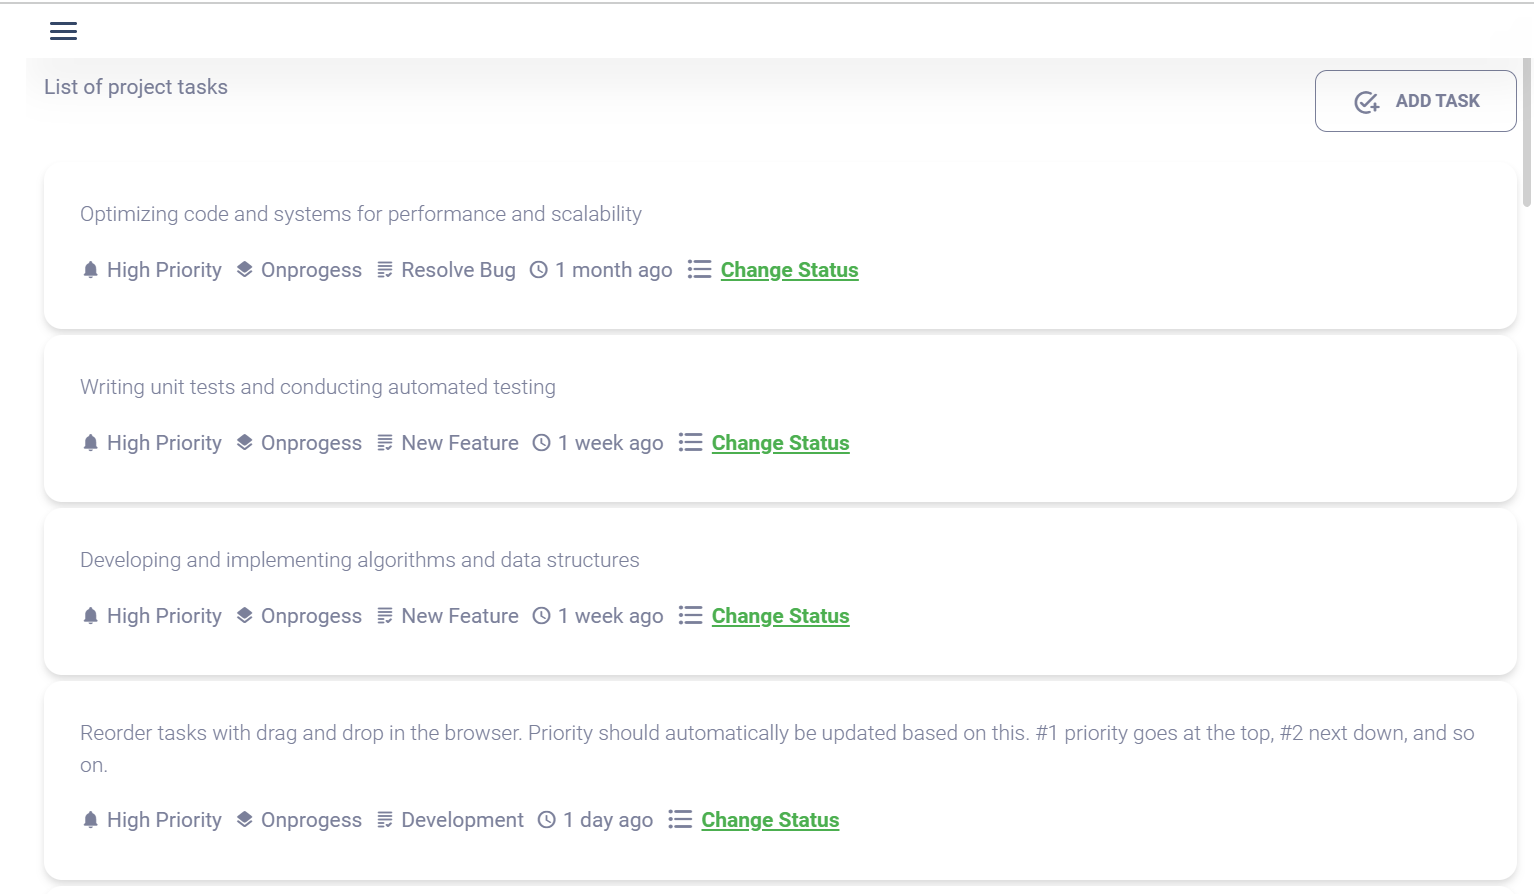 List of project tasks
ADD TASK
Optimizing code and systems for performance and scalability
High Priority Onprogess Resolve Bug 1 month ago Change Status
Writing unit tests and conducting automated testing
High Priority Onprogess New Feature 1 week ago Change Status
Developing and implementing algorithms and data structures
High Priority Onprogess New Feature 1 week ago Change Status
Reorder tasks with drag and drop in the browser. Priority should automatically be updated based on this. #1 priority goes at the top, #2 next down, and so
on.
High Priority Onprogess Development 1 day ago Change Status